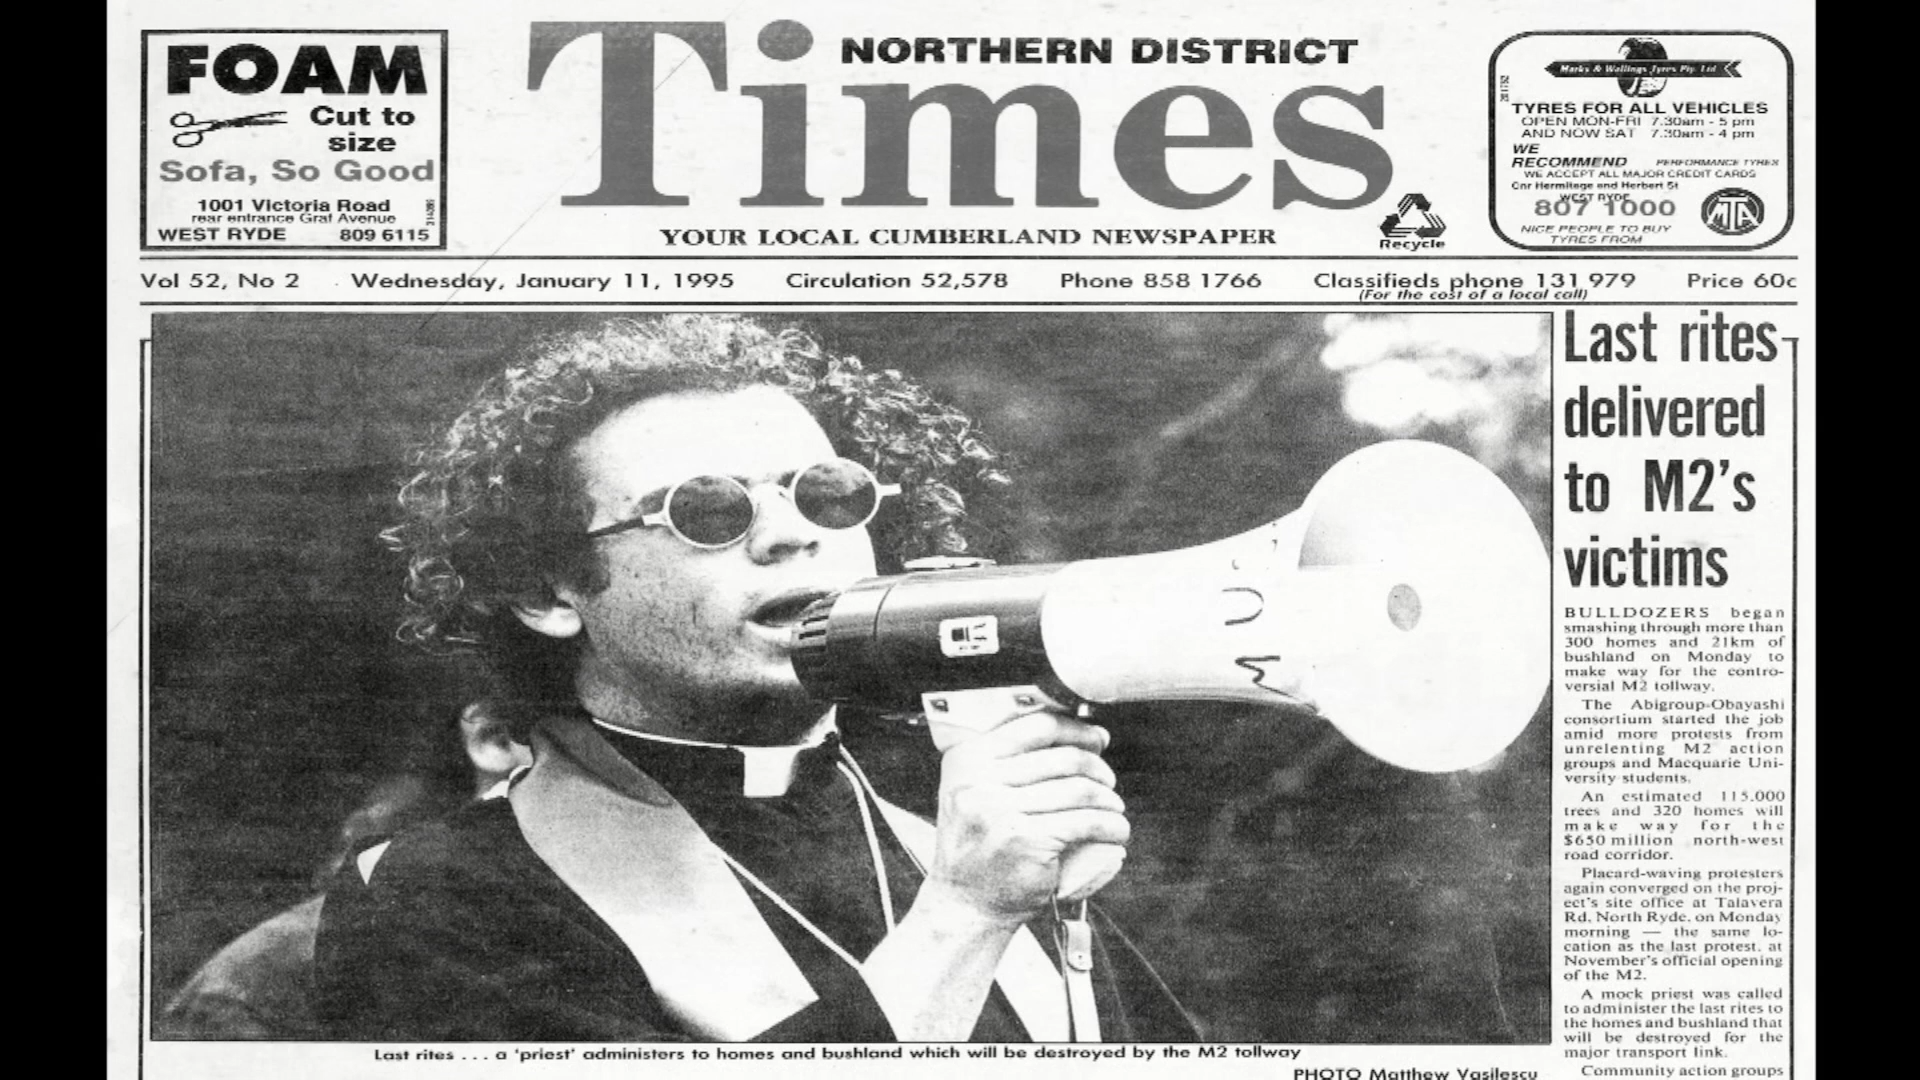 FOAM
Cut to
size
Sofa, So Good
1001 Victoria Road
rear entrance Graf Avenue
WEST RYDE 809 6115
NORTHERN DISTRICT
Times
YOUR LOCAL CUMBERLAND NEWSPAPER
Recycle
Marks & Wallings Tyres Pty. Ltd
TYRES FOR ALL VEHICLES
OPEN MON-FRI 7.30am - 5 pm
AND NOW SAT 7.30am - 4 pm
WE
RECOMMEND PERFORMANCE TYRES
WE ACCEPT ALL MAJOR CREDIT CARDS
Cnr Hermitage and Herbert St
WEST RYDE
807 1000
MTA
NICE PEOPLE TO BUY
TYRES FROM
Vol 52, No 2 Wednesday, January 11, 1995 Circulation 52,578 Phone 858 1766 Classifieds phone 131 979 Price 60c
(For the cost of a local call)
Last rites
delivered
to M2's
victims
BULLDOZERS began
smashing through more than
300 homes and 21km of
bushland on Monday to
make way for the contro-
versial M2 tollway.
The Abigroup-Obayashi
consortium started the job
amid more protests from
unrelenting M2 action
groups and Macquarie Uni-
versity students.
An estimated 115,000
trees and 320 homes will
make way for the
$650 million north-west
road corridor.
Placard-waving protesters
again converged on the proj-
ect's site office at Talavera
Rd, North Ryde, on Monday
morning — the same lo-
cation as the last protest, at
November's official opening
of the M2.
A mock priest was called
to administer the last rites to
the homes and bushland that
will be destroyed for the
major transport link.
Community action groups
Last rites . . . a 'priest' administers to homes and bushland which will be destroyed by the M2 tollway
PHOTO Matthew Vasilescu